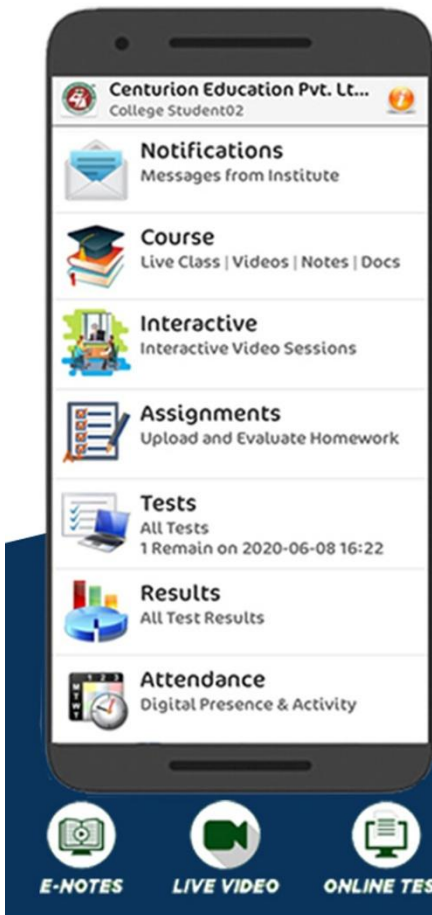 Centurion Education Pvt. Lt...
College Student02
Notifications
Messages from Institute
Course
Live Class | Videos | Notes | Docs
Interactive
Interactive Video Sessions
Assignments
Upload and Evaluate Homework
Tests
All Tests
1 Remain on 2020-06-08 16:22
Results
All Test Results
Attendance
Digital Presence & Activity
E-NOTES
LIVE VIDEO
ONLINE TES